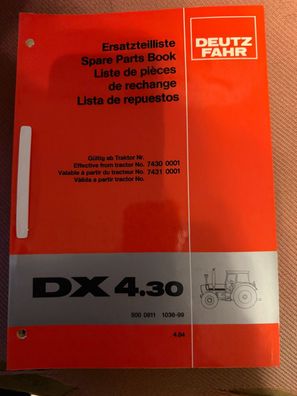 Ersatzteilliste
Spare Parts Book
Liste de pièces
de rechange
Lista de repuestos
DEUTZ
FAHR
Gültig ab Traktor Nr.
Effective from tractor No. 7430 0001
Valable a partir du tracteur No. 7431 0001
Válida a partir tractor No.
DX 4.30
800 0811 1036-99
4.84